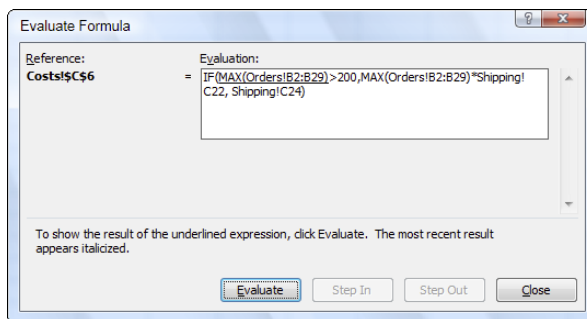 Evaluate Formula
?
Reference:
Evaluation:
Costs!$C$6
=
IF(MAX(Orders!B2:B29)>200,MAX(Orders!B2:B29)*Shipping!
C22, Shipping!C24)
To show the result of the underlined expression, click Evaluate. The most recent result
appears italicized.
Evaluate
Step In
Step Out
Close